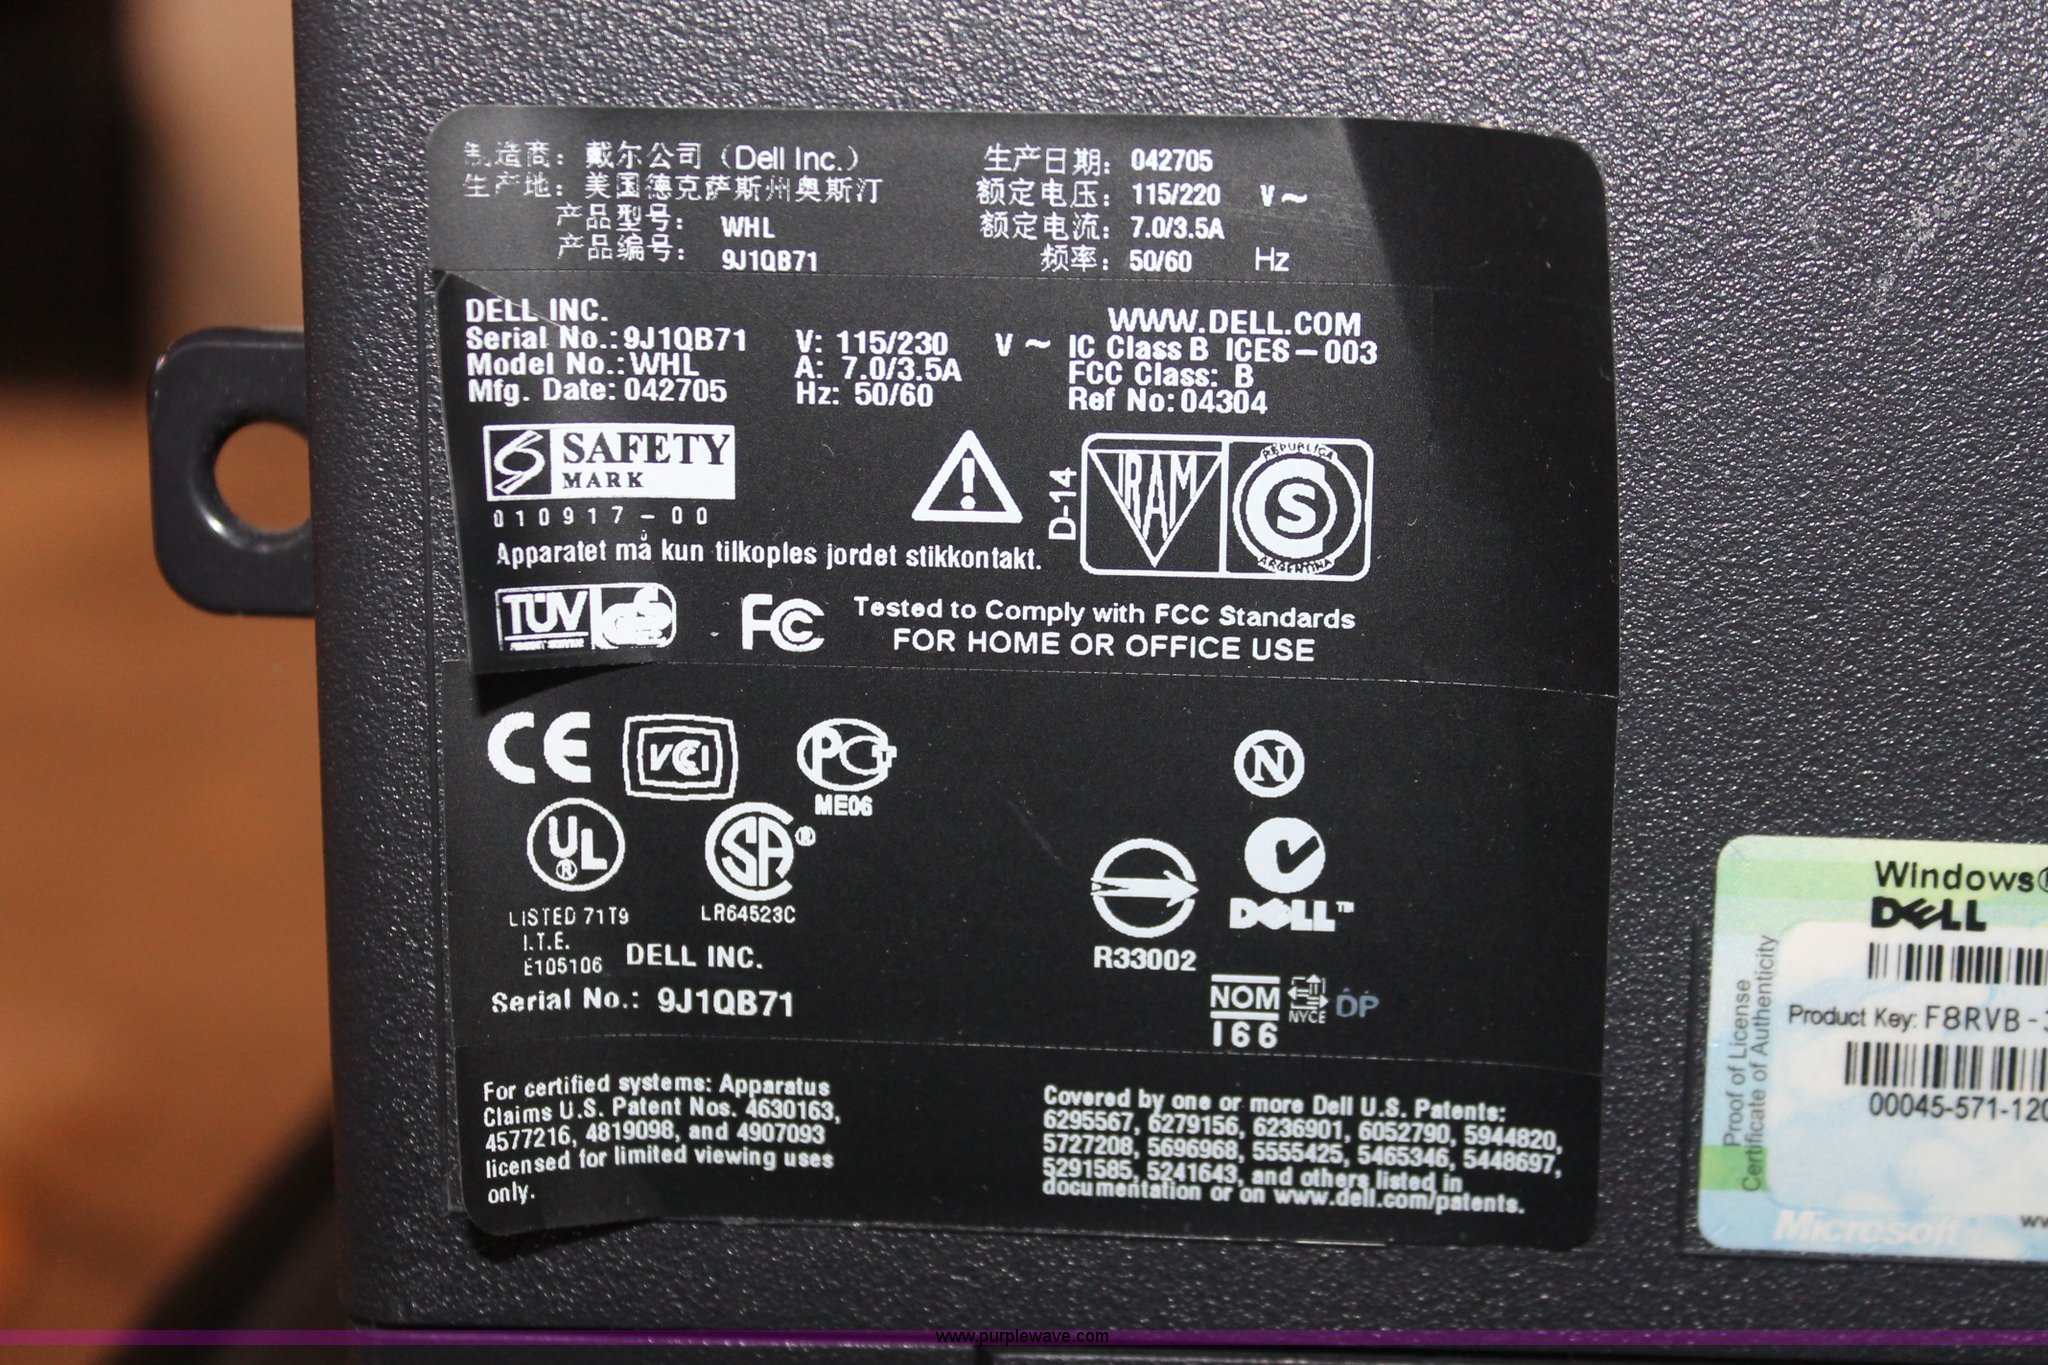 制造商：戴尔公司（Dell Inc.）
生产地：美国德克萨斯州奥斯汀
产品型号：WHL
产品编号：9J1QB71
生产日期：042705
额定电压：115/220 V~
额定电流：7.0/3.5A
频率：50/60 Hz
DELL INC.
Serial No.: 9J1QB71
Model No.: WHL
Mfg. Date: 042705
V: 115/230 V ~
A: 7.0/3.5A
Hz: 50/60
WWW.DELL.COM
IC Class B ICES-003
FCC Class: B
Ref No: 04304
SAFETY
MARK
010917-00
D-14
IRAM
REPUBLICA
S
ARGENTINA
Apparatet må kun tilkoples jordet stikkontakt.
TÜV
PRODUCT SERVICE
GS
FC
Tested to Comply with FCC Standards
FOR HOME OR OFFICE USE
CE
VCI
PCT
ME06
N
UL
®
LISTED 71T9
I.T.E.
E105106
SA®
LR64523C
DELL INC.
Serial No.: 9J1QB71
R33002
DELL™
NOM
166
NYCE
DP
For certified systems: Apparatus
Claims U.S. Patent Nos. 4630163,
4577216, 4819098, and 4907093
licensed for limited viewing uses
only.
Covered by one or more Dell U.S. Patents:
6295567, 6279156, 6236901, 6052790, 5944820,
5727208, 5696968, 5555425, 5465346, 5448697,
5291585, 5241643, and others listed in
documentation or on www.dell.com/patents.
Windows®
DELL
Proof of License
Certificate of Authenticity
Product Key: F8RVB-
00045-571-120
Microsoft
www.purplewave.com